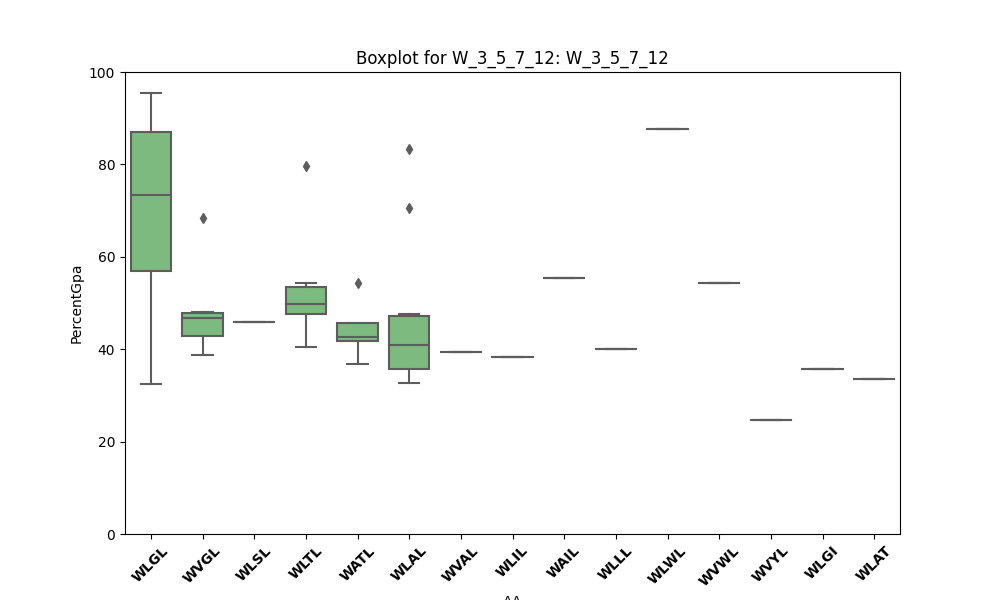 Boxplot for W_3_5_7_12: W_3_5_7_12
100
80
60
40
20
0
PercentGpa
WLGL WVGL WLSL WLTL WATL WLAL WVAL WLIL WAIL WLLL WLWL WVWL WVYL WLGI WLAT
AA